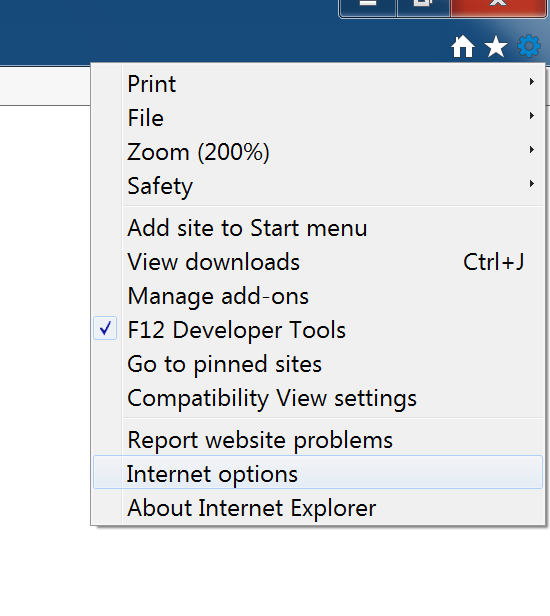 Print
File
Zoom (200%)
Safety
Add site to Start menu
View downloads Ctrl+J
Manage add-ons
F12 Developer Tools
Go to pinned sites
Compatibility View settings
Report website problems
Internet options
About Internet Explorer